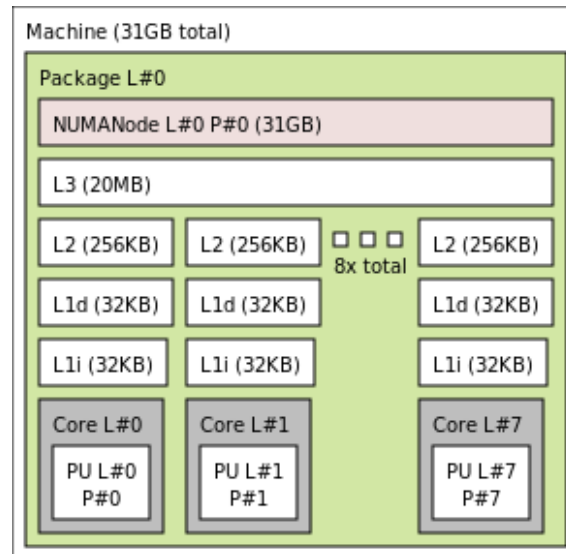 Machine (31GB total)
Package L#0
NUMANode L#0 P#0 (31GB)
L3 (20MB)
L2 (256KB) L2 (256KB) L2 (256KB)
8x total
L1d (32KB) L1d (32KB) L1d (32KB)
L1i (32KB) L1i (32KB) L1i (32KB)
Core L#0 Core L#1 Core L#7
PU L#0 PU L#1 PU L#7
P#0 P#1 P#7